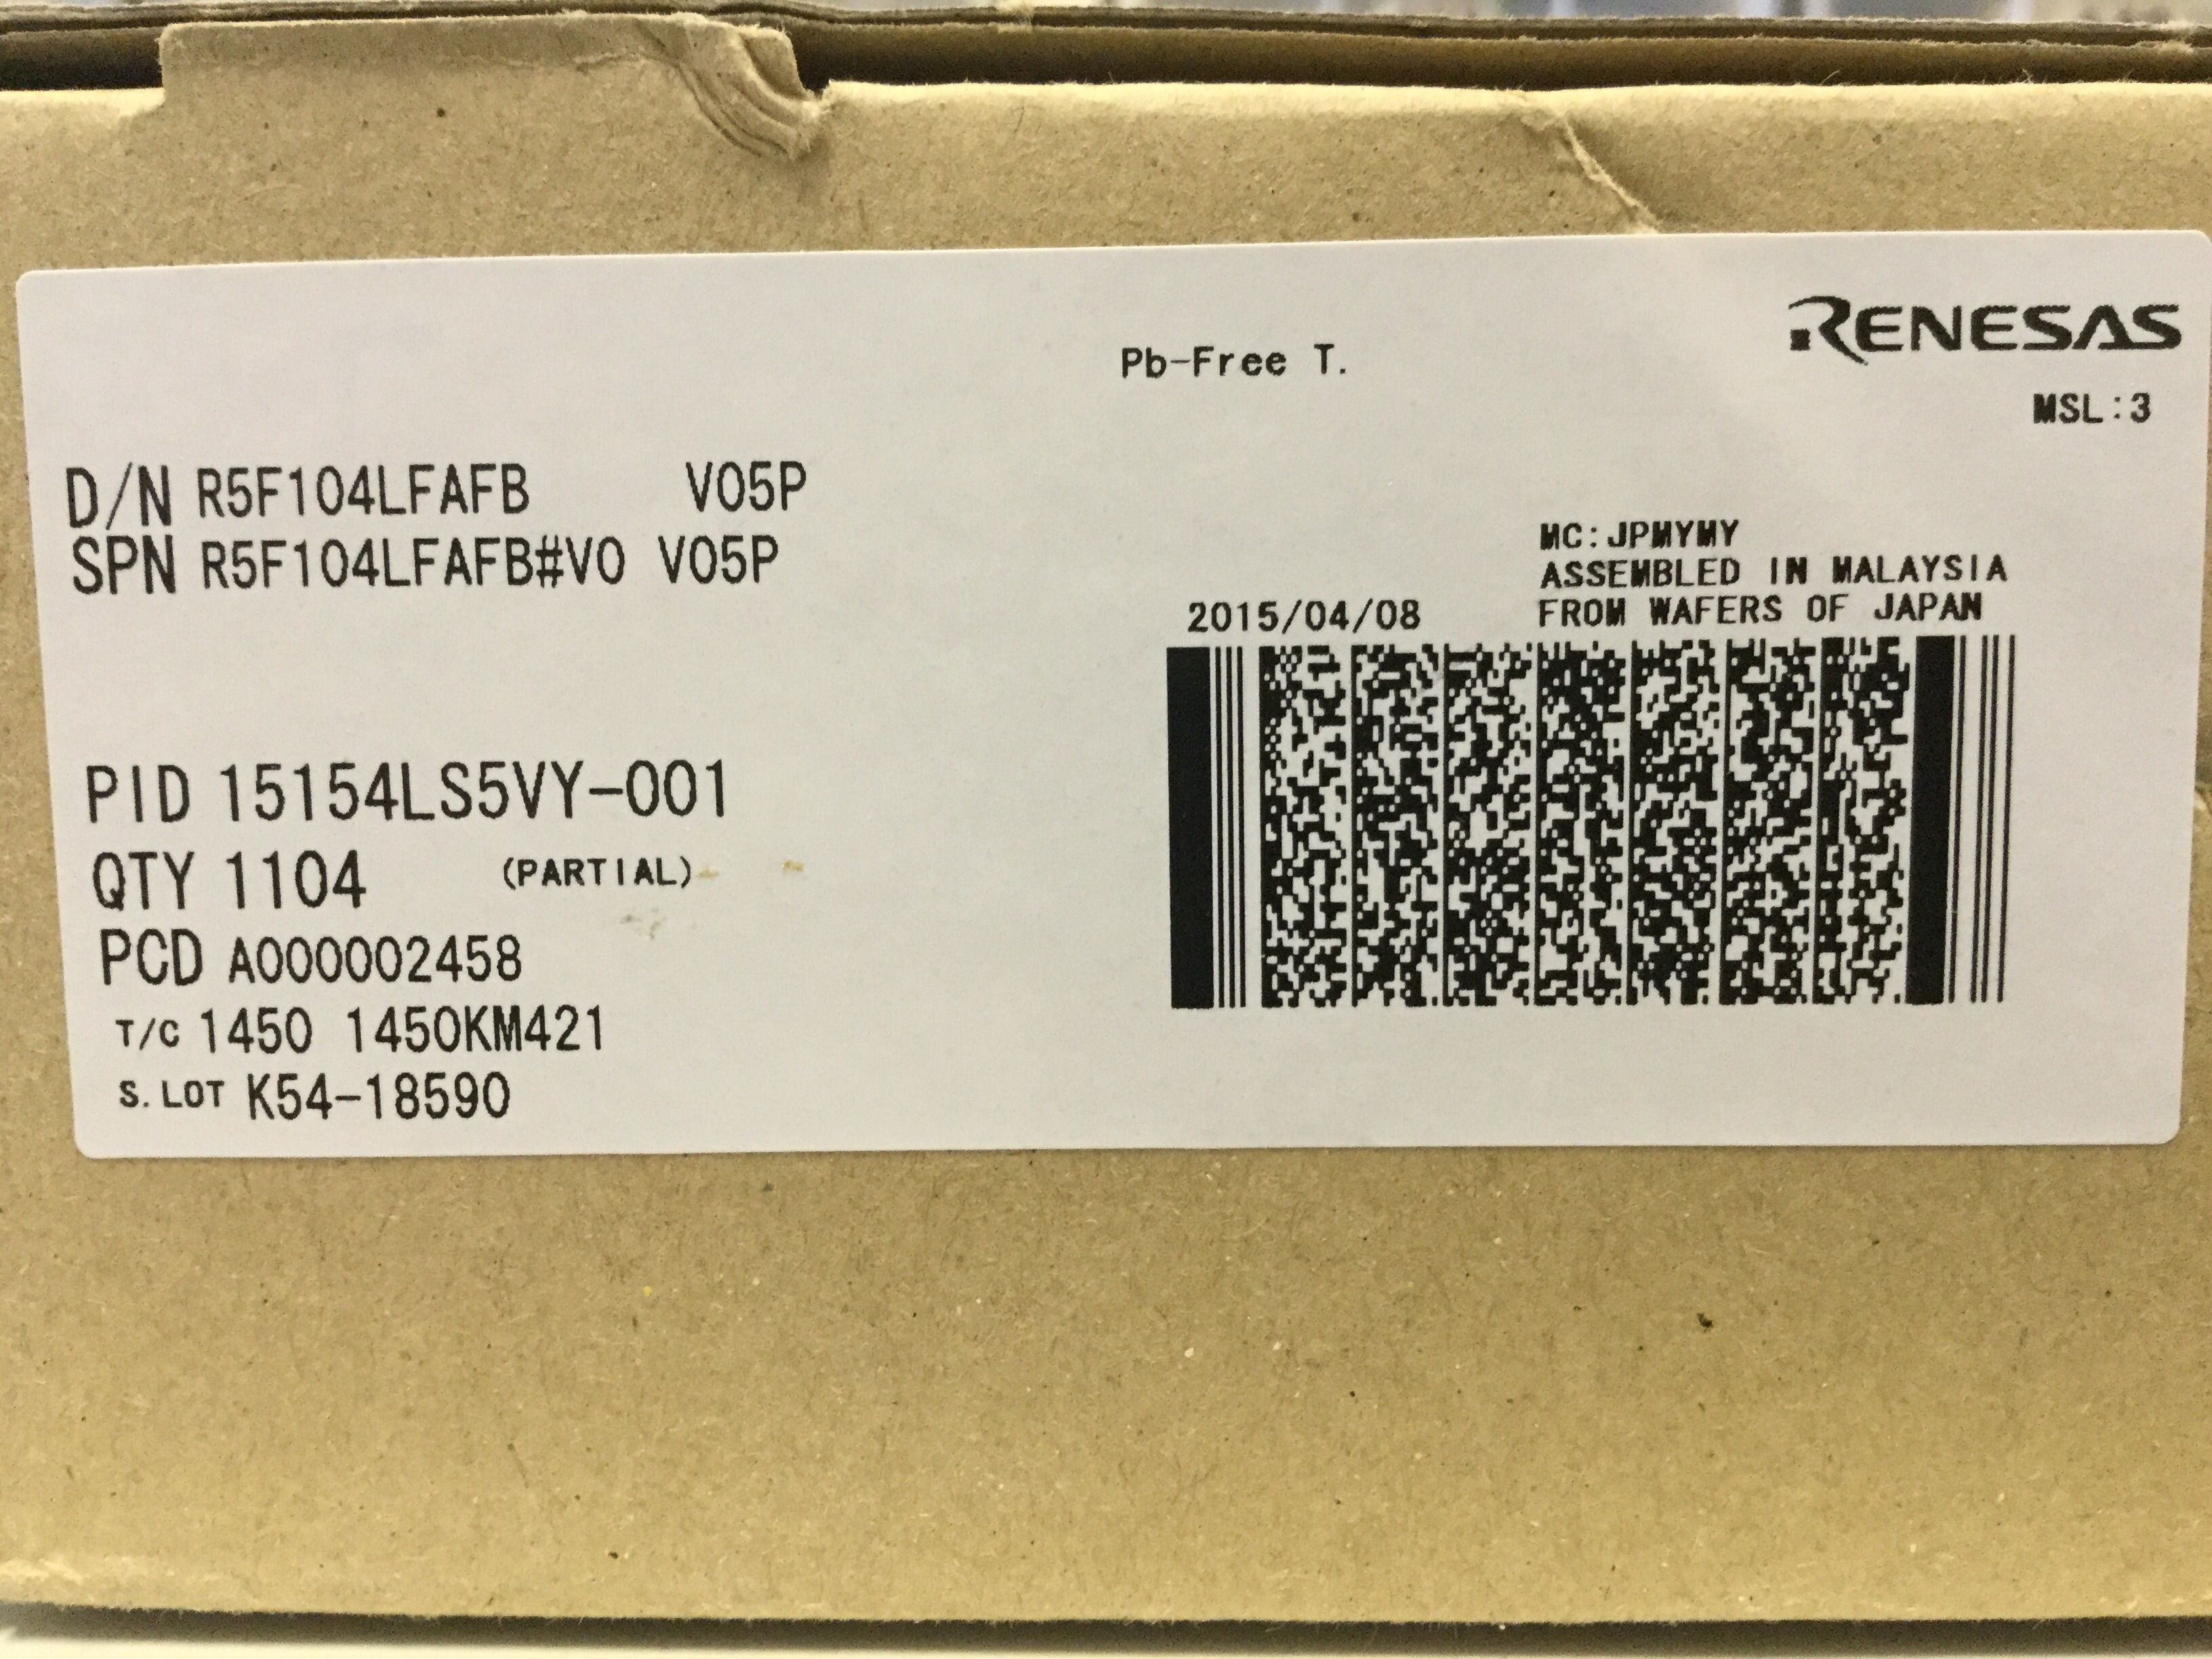 RENESAS
Pb-Free T.
MSL:3
D/N R5F104LFAFB V05P
SPN R5F104LFAFB#V0 V05P
MC:JPMYMY
ASSEMBLED IN MALAYSIA
2015/04/08 FROM WAFERS OF JAPAN
PID 15154LS5VY-001
QTY 1104 (PARTIAL)
PCD A000002458
T/C 1450 1450KM421
S.LOT K54-18590